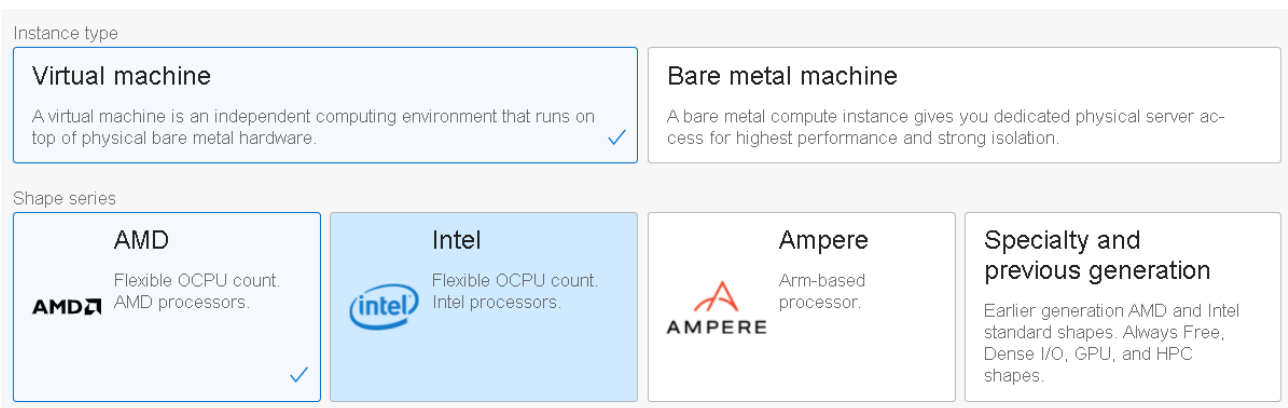 Instance type
Virtual machine
A virtual machine is an independent computing environment that runs on
top of physical bare metal hardware.
Bare metal machine
A bare metal compute instance gives you dedicated physical server ac-
cess for highest performance and strong isolation.
Shape series
AMD
Flexible OCPU count.
AMD processors.
AMD
Intel
Flexible OCPU count.
Intel processors.
intel
Ampere
Arm-based
processor.
AMPERE
Specialty and
previous generation
Earlier generation AMD and Intel
standard shapes. Always Free,
Dense I/O, GPU, and HPC
shapes.